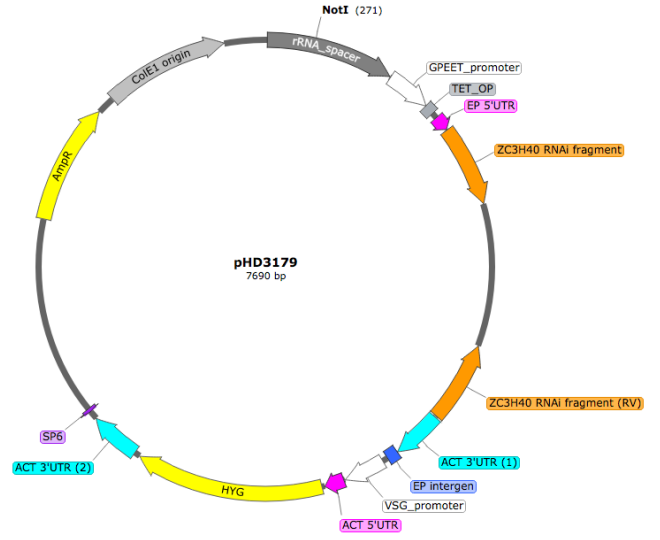 NotI (271)
rRNA_spacer
GPEET_promoter
TET_OP
EP 5'UTR
ZC3H40 RNAi fragment
ColE1 origin
AmpR
pHD3179
7690 bp
ZC3H40 RNAi fragment (RV)
SP6
ACT 3'UTR (2)
ACT 3'UTR (1)
EP intergen
HYG
VSG_promoter
ACT 5'UTR